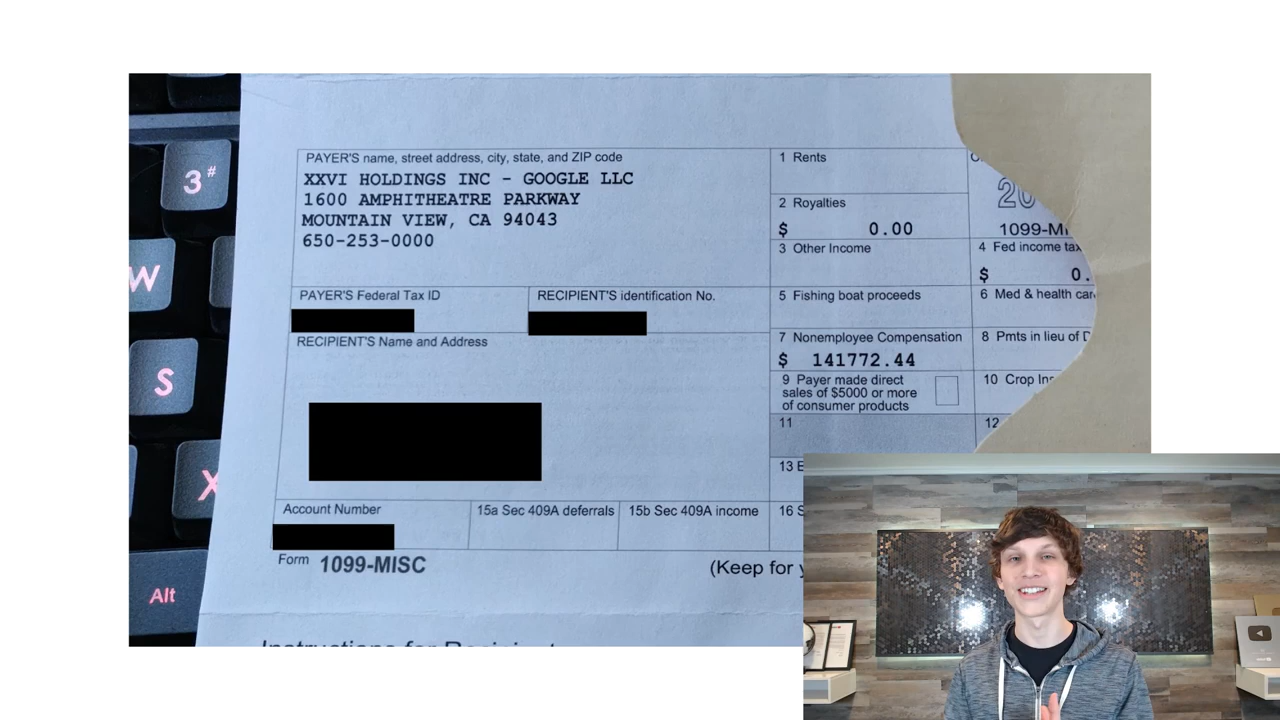 3#
W
S
X
Alt
PAYER'S name, street address, city, state, and ZIP code
XXVI HOLDINGS INC - GOOGLE LLC
1600 AMPHITHEATRE PARKWAY
MOUNTAIN VIEW, CA 94043
650-253-0000
PAYER'S Federal Tax ID
RECIPIENT'S identification No.
RECIPIENT'S Name and Address
Account Number
15a Sec 409A deferrals
15b Sec 409A income
Form 1099-MISC
(Keep for
1 Rents
2 Royalties
$ 0.00
3 Other Income
5 Fishing boat proceeds
7 Nonemployee Compensation
$ 141772.44
9 Payer made direct
sales of $5000 or more
of consumer products
11
13
16
20
1099-MI
4 Fed income tax
$ 0.
6 Med & health car
8 Pmts in lieu of
10 Crop Ins
12